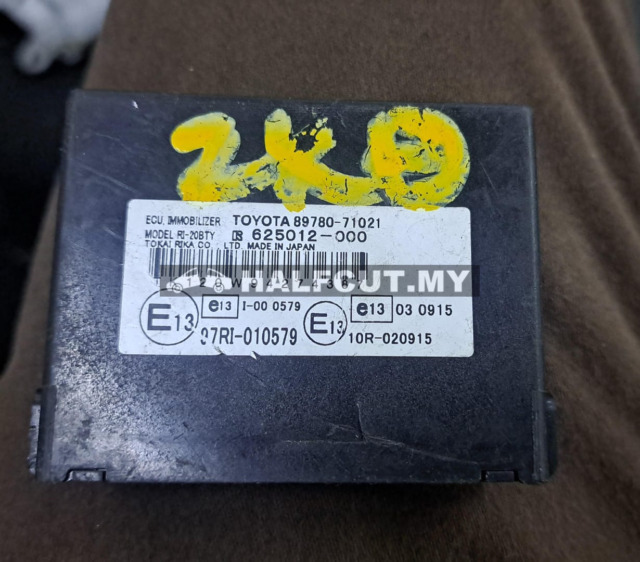 2KD
ECU, IMMOBILIZER TOYOTA 89780-71021
MODEL RI-20BTY 625012-000
TOKAI RIKA CO., LTD. MADE IN JAPAN
HALFCUT.MY
E13 e13 I-00 0579 E13 e13 03 0915
97RI-010579 10R-020915